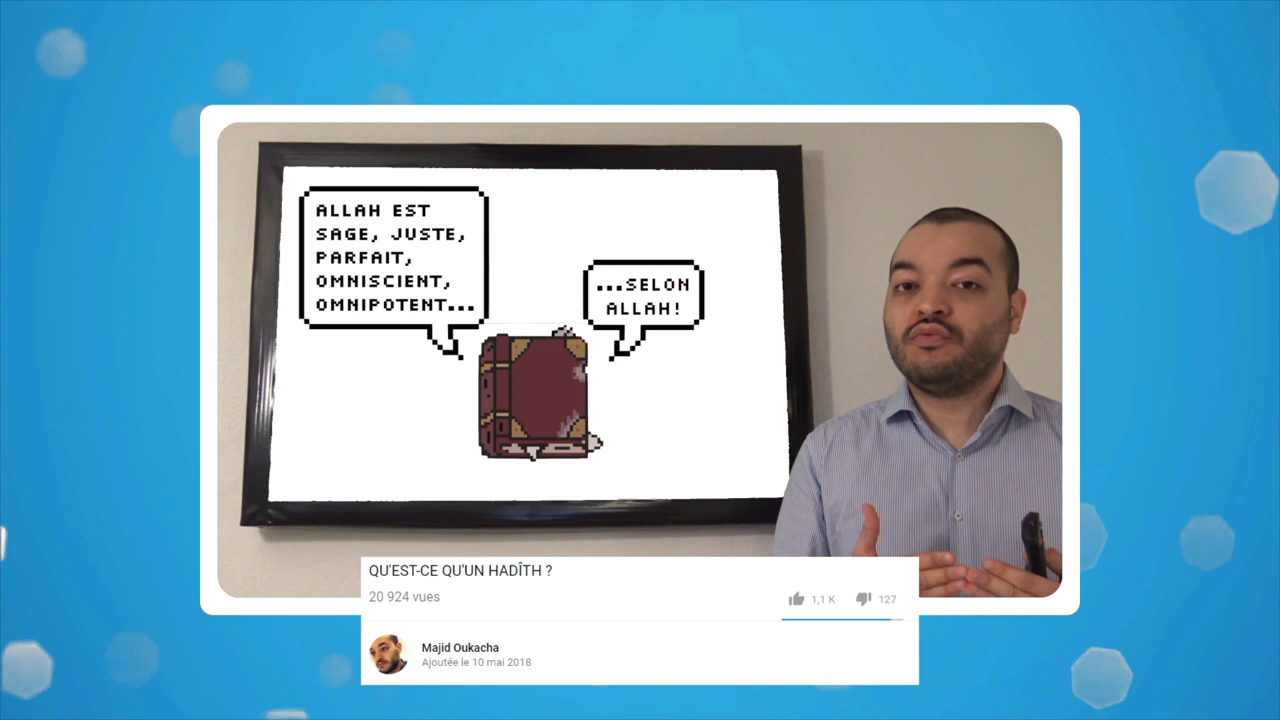 ALLAH EST
SAGE, JUSTE,
PARFAIT,
OMNISCIENT,
OMNIPOTENT...
...SELON
ALLAH!
QU'EST-CE QU'UN HADÎTH ?
20 924 vues
1,1 K 127
Majid Oukacha
Ajoutée le 10 mai 2018